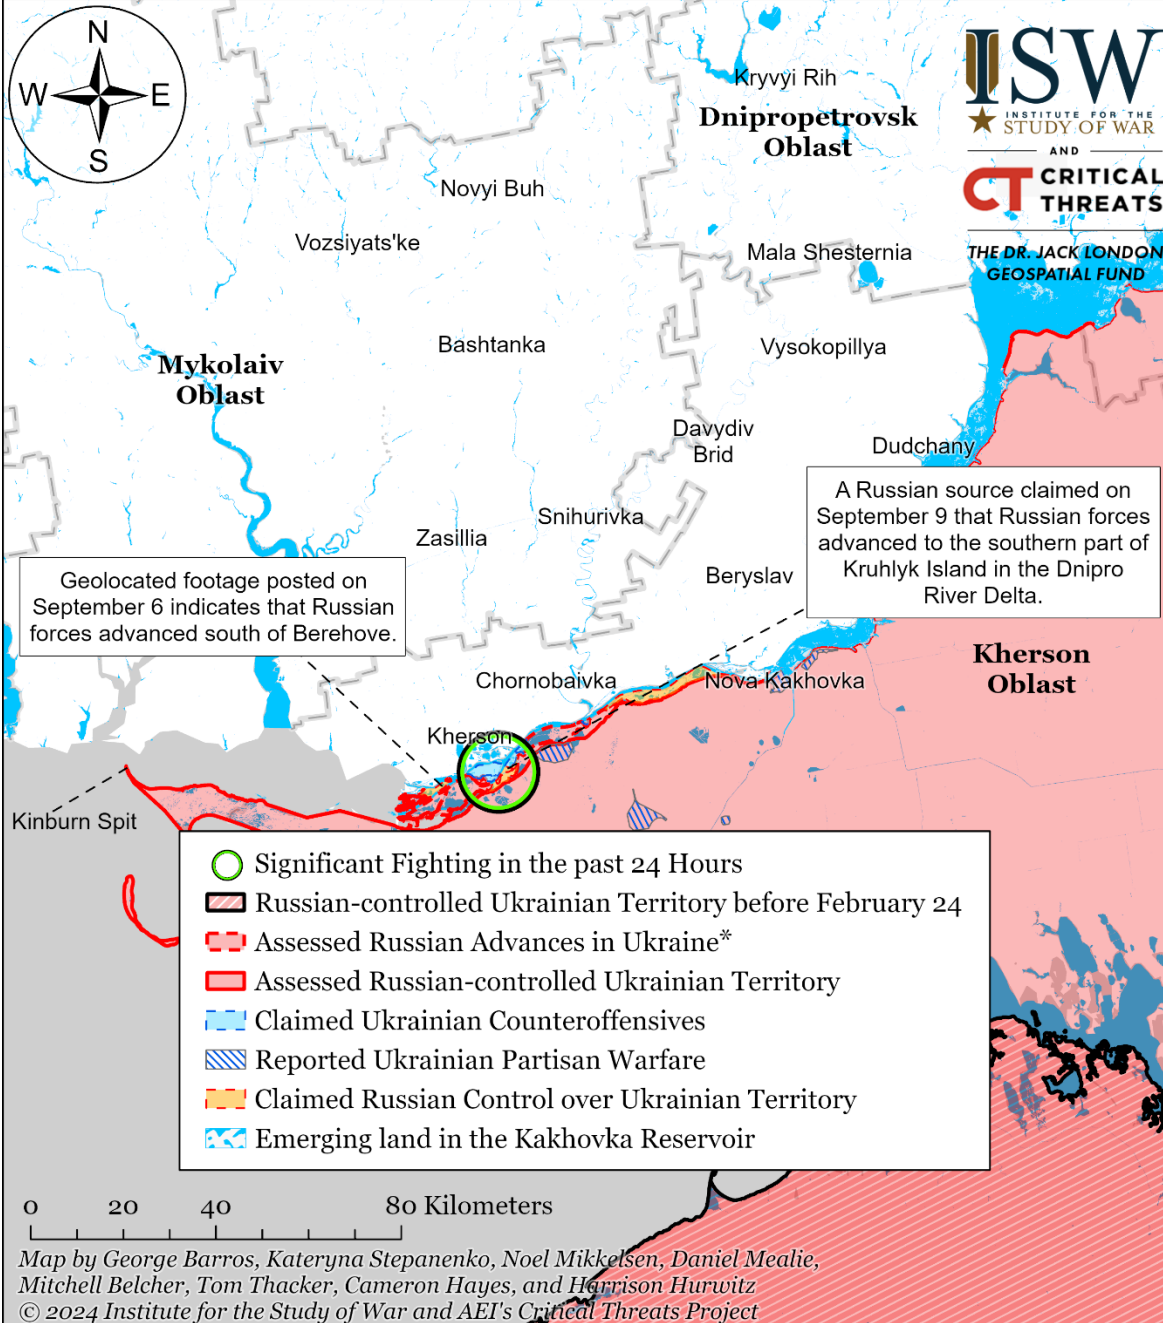 N
W
E
S
ISW
INSTITUTE FOR THE
STUDY OF WAR
AND
CT CRITICAL
THREATS
THE DR. JACK LONDON
GEOSPATIAL FUND
Kryvyi Rih
Dnipropetrovsk
Oblast
Novyi Buh
Vozsiyats'ke
Mala Shesternia
Bashtanka
Vysokopillya
Mykolaiv
Oblast
Davydiv
Brid
Dudchany
A Russian source claimed on
September 9 that Russian forces
advanced to the southern part of
Kruhlyk Island in the Dnipro
River Delta.
Snihurivka
Zasillia
Beryslav
Geolocated footage posted on
September 6 indicates that Russian
forces advanced south of Berehove.
Kherson
Oblast
Chornobaivka
Nova Kakhovka
Kherson
Kinburn Spit
Significant Fighting in the past 24 Hours
Russian-controlled Ukrainian Territory before February 24
Assessed Russian Advances in Ukraine*
Assessed Russian-controlled Ukrainian Territory
Claimed Ukrainian Counteroffensives
Reported Ukrainian Partisan Warfare
Claimed Russian Control over Ukrainian Territory
Emerging land in the Kakhovka Reservoir
0 20 40 80 Kilometers
Map by George Barros, Kateryna Stepanenko, Noel Mikkelsen, Daniel Mealie,
Mitchell Belcher, Tom Thacker, Cameron Hayes, and Harrison Hurwitz
© 2024 Institute for the Study of War and AEI's Critical Threats Project